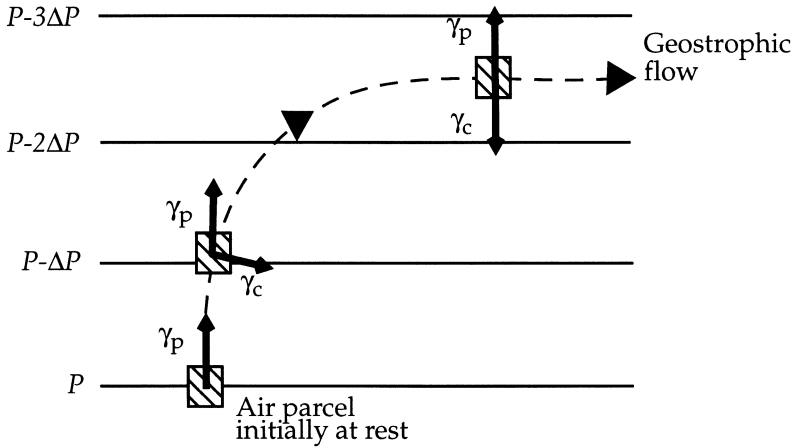 P-3ΔP
γp
Geostrophic
flow
γc
P-2ΔP
γp
P-ΔP
γc
γp
P
Air parcel
initially at rest